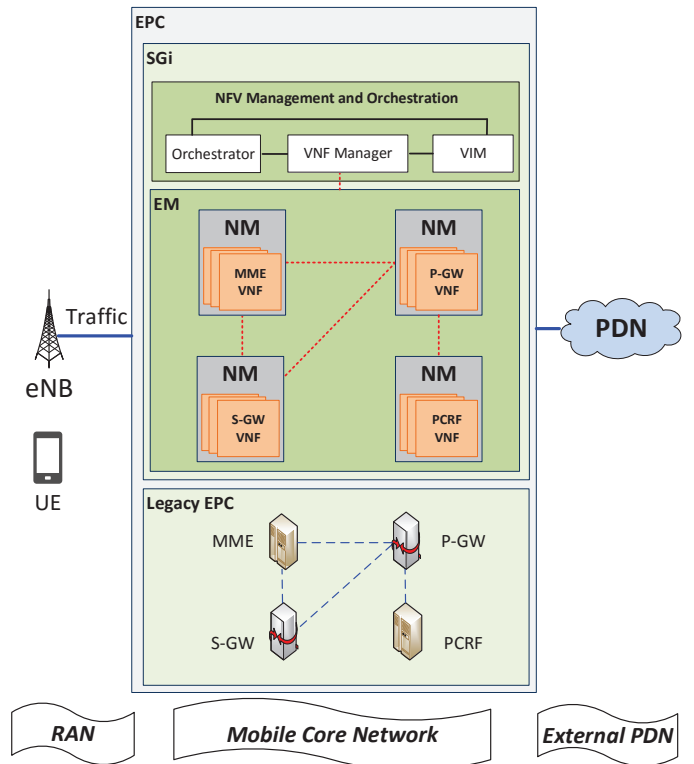 EPC
SGi
NFV Management and Orchestration
Orchestrator
VNF Manager
VIM
EM
NM
MME
VNF
NM
P-GW
VNF
NM
S-GW
VNF
NM
PCRF
VNF
Traffic
eNB
UE
PDN
Legacy EPC
MME
P-GW
S-GW
PCRF
RAN
Mobile Core Network
External PDN